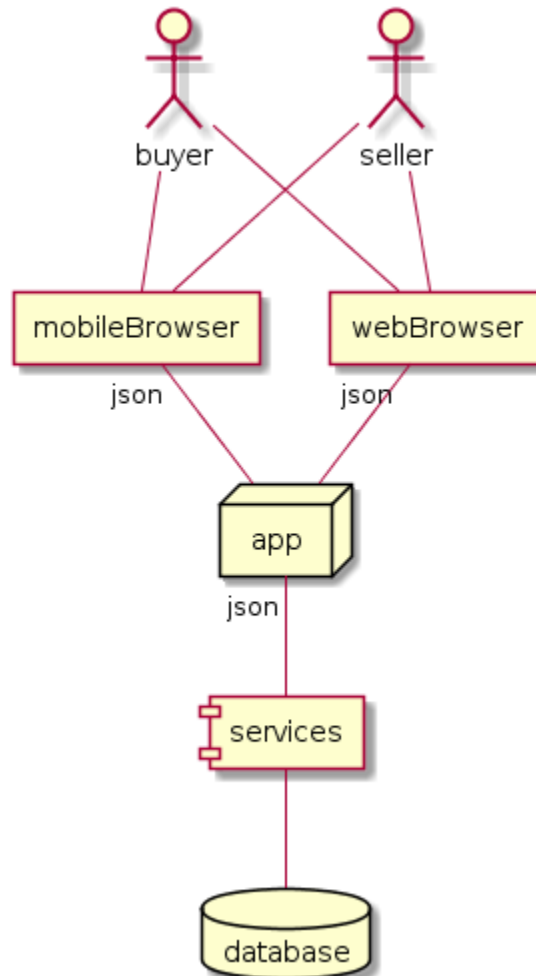 buyer
seller
mobileBrowser
webBrowser
json
json
app
json
services
database